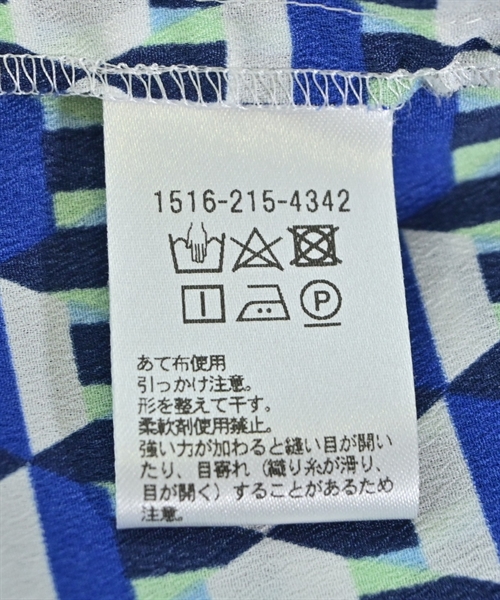 1516-215-4342
P
あて布使用
引っかけ注意。
形を整えて干す。
柔軟剤使用禁止。
強い力が加わると縫い目が開い
たり、目寄れ（織り糸が滑り、
目が開く）することがあるため
注意。